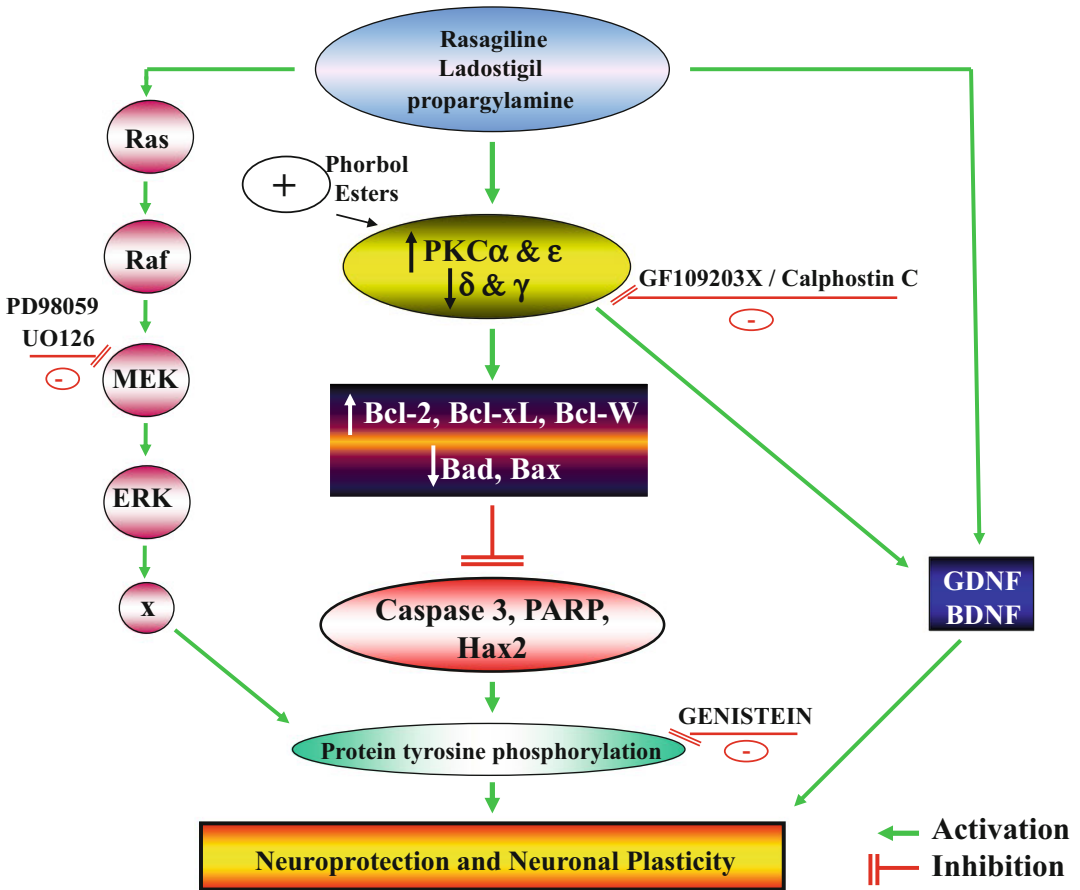 Rasagiline
Ladostigil
propargylamine
Ras
+
Phorbol
Esters
Raf
↑PKCα & ε
↓δ & γ
GF109203X / Calphostin C
-
PD98059
UO126
-
MEK
↑Bcl-2, Bcl-xL, Bcl-W
↓Bad, Bax
ERK
x
Caspase 3, PARP,
Hax2
GDNF
BDNF
GENISTEIN
-
Protein tyrosine phosphorylation
Neuroprotection and Neuronal Plasticity
Activation
Inhibition